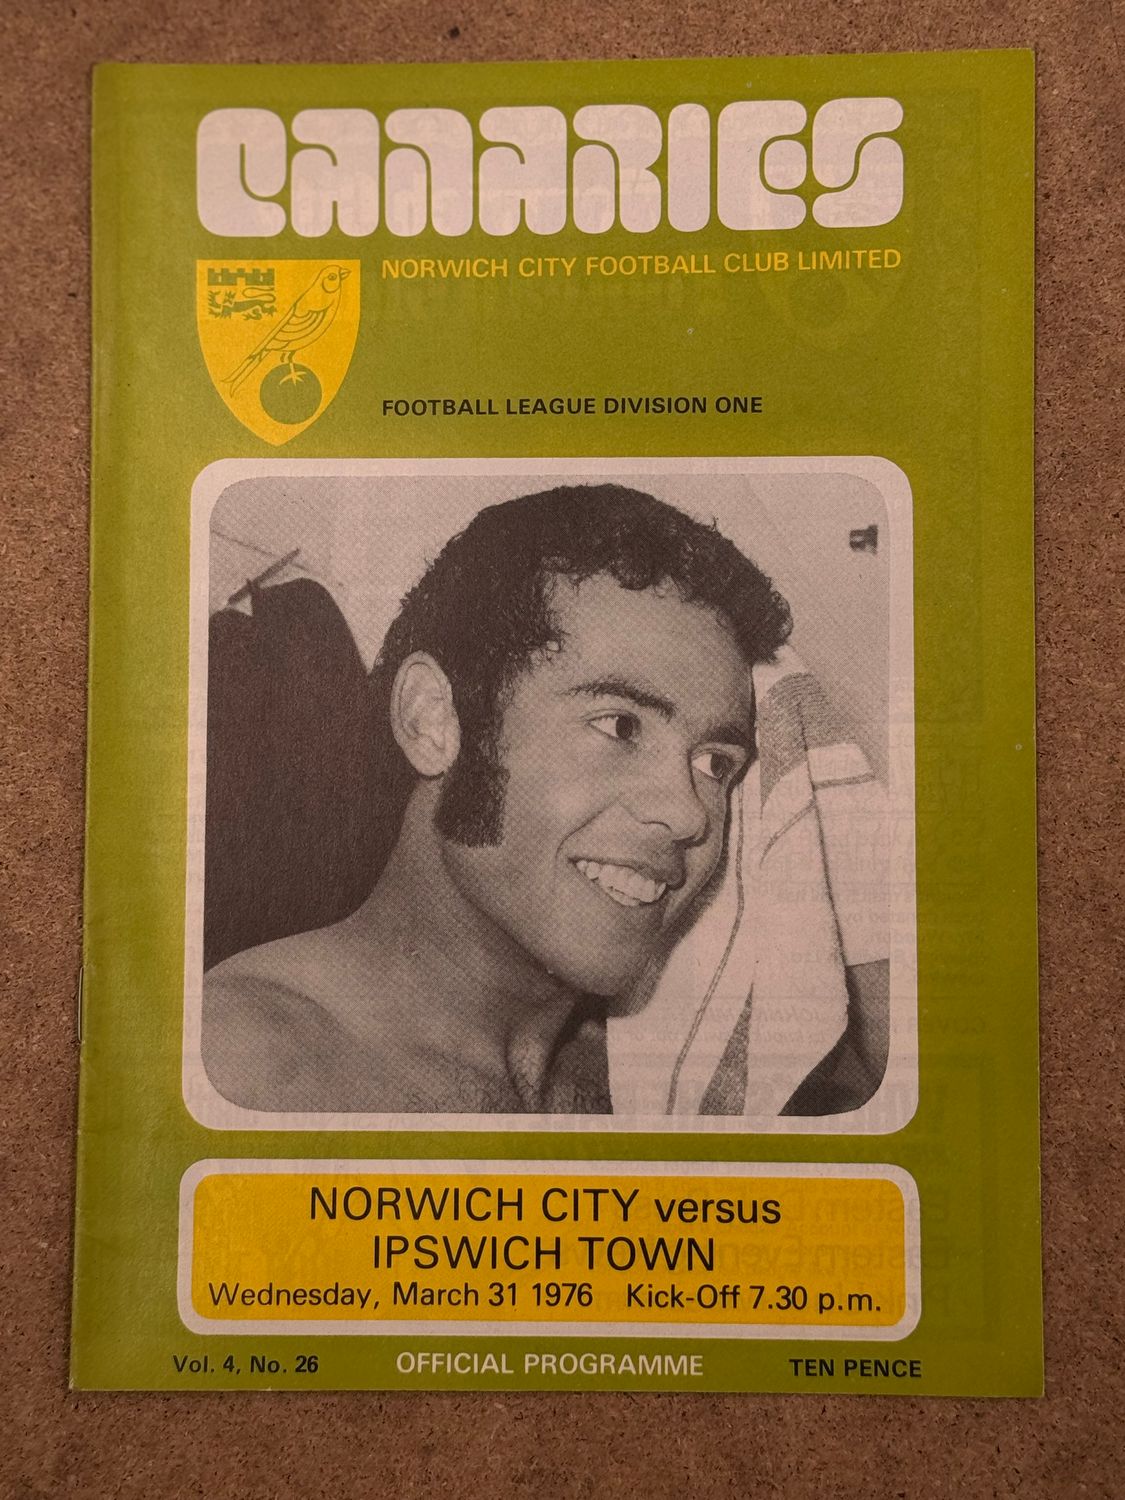 CANARIES
NORWICH CITY FOOTBALL CLUB LIMITED
FOOTBALL LEAGUE DIVISION ONE
NORWICH CITY versus
IPSWICH TOWN
Wednesday, March 31 1976 Kick-Off 7.30 p.m.
Vol. 4, No. 26 OFFICIAL PROGRAMME TEN PENCE